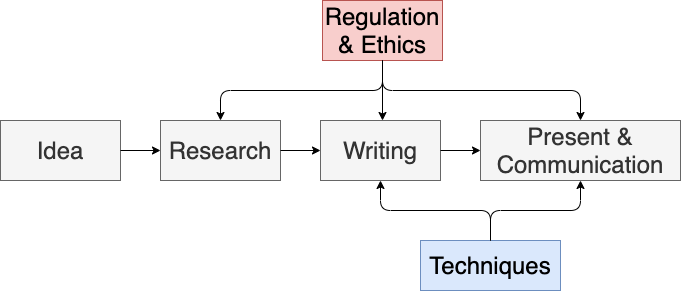 Regulation
& Ethics
Idea
Research
Writing
Present &
Communication
Techniques